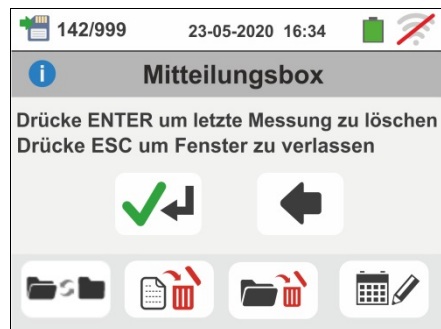 142/999 23-05-2020 16:34
i Mitteilungsbox
Drücke ENTER um letzte Messung zu löschen
Drücke ESC um Fenster zu verlassen